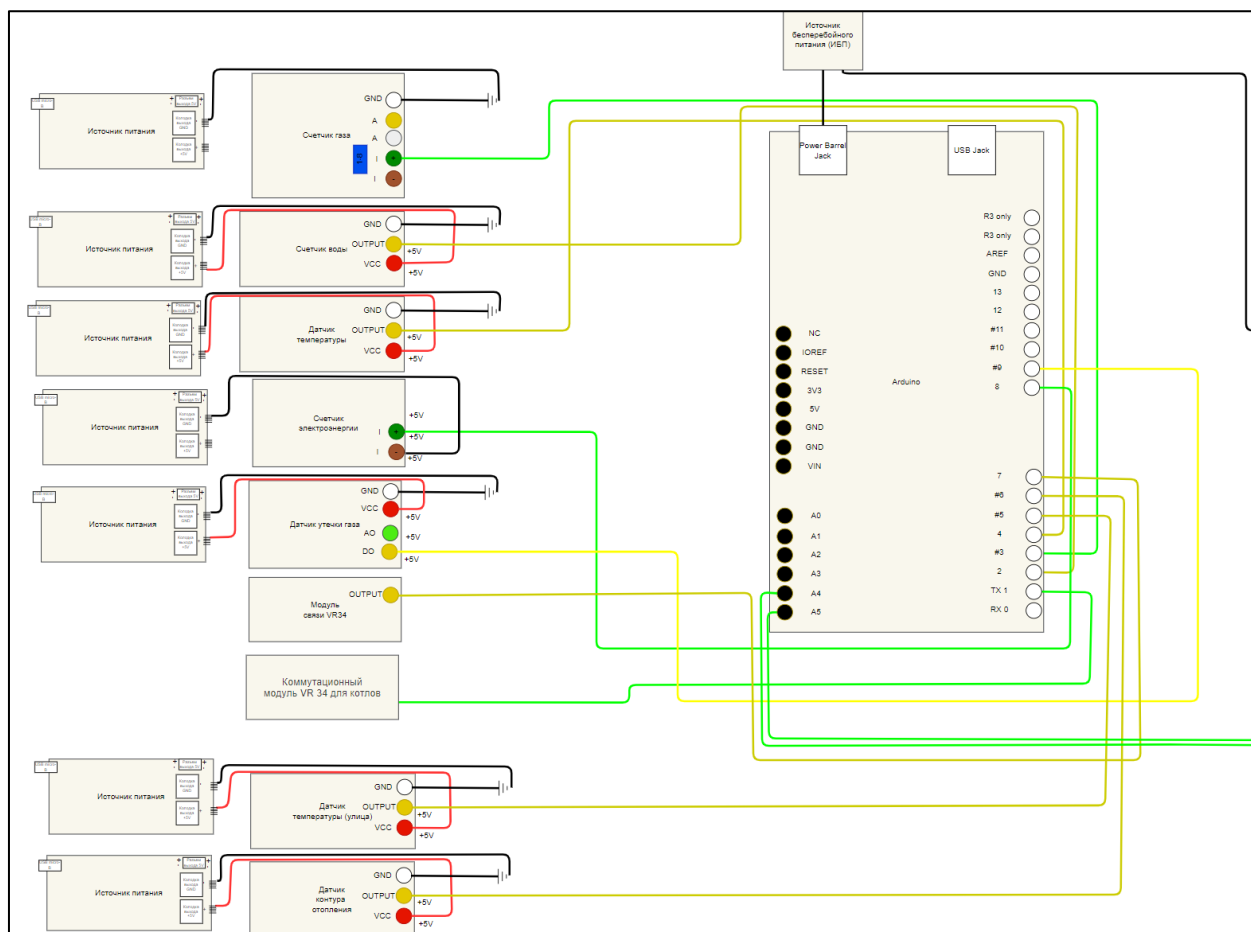 Источник
бесперебойного
питания (ИБП)
Источник питания
Счетчик газа
GND
A
A
I
+
I
-
Power Barrel
Jack
USB Jack
Источник питания
Счетчик воды
GND
OUTPUT
+5V
VCC
+5V
Источник питания
Датчик
температуры
GND
OUTPUT
+5V
VCC
+5V
Источник питания
Счетчик
электроэнергии
+5V
I
+
+5V
I
-
+5V
Источник питания
Датчик утечки газа
GND
VCC
+5V
AO
+5V
DO
+5V
Модуль
связи VR34
OUTPUT
Коммутационный
модуль VR 34 для котлов
Источник питания
Датчик
температуры (улица)
GND
OUTPUT
+5V
VCC
+5V
Источник питания
Датчик
контура
отопления
GND
OUTPUT
+5V
VCC
+5V
Arduino
NC
IOREF
RESET
3V3
5V
GND
GND
VIN
A0
A1
A2
A3
A4
A5
R3 only
R3 only
AREF
GND
13
12
#11
#10
#9
8
7
#6
#5
4
#3
2
TX 1
RX 0